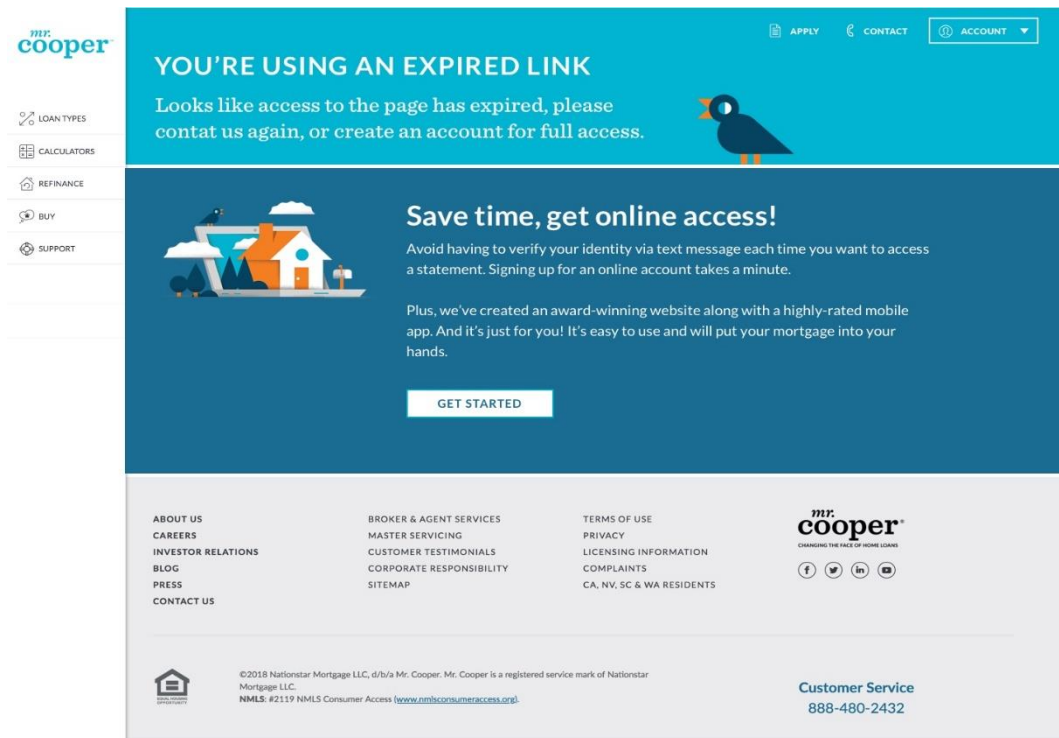 mr.
cooper
LOAN TYPES
CALCULATORS
REFINANCE
BUY
SUPPORT
APPLY
CONTACT
ACCOUNT
YOU'RE USING AN EXPIRED LINK
Looks like access to the page has expired, please
contat us again, or create an account for full access.
Save time, get online access!
Avoid having to verify your identity via text message each time you want to access
a statement. Signing up for an online account takes a minute.
Plus, we've created an award-winning website along with a highly-rated mobile
app. And it's just for you! It's easy to use and will put your mortgage into your
hands.
GET STARTED
ABOUT US
CAREERS
INVESTOR RELATIONS
BLOG
PRESS
CONTACT US
BROKER & AGENT SERVICES
MASTER SERVICING
CUSTOMER TESTIMONIALS
CORPORATE RESPONSIBILITY
SITEMAP
TERMS OF USE
PRIVACY
LICENSING INFORMATION
COMPLAINTS
CA, NV, SC & WA RESIDENTS
mr.
cooper
CHANGING THE FACE OF HOME LOANS
EQUAL HOUSING
OPPORTUNITY
©2018 Nationstar Mortgage LLC, d/b/a Mr. Cooper. Mr. Cooper is a registered service mark of Nationstar
Mortgage LLC.
NMLS: #2119 NMLS Consumer Access (www.nmlsconsumeraccess.org).
Customer Service
888-480-2432